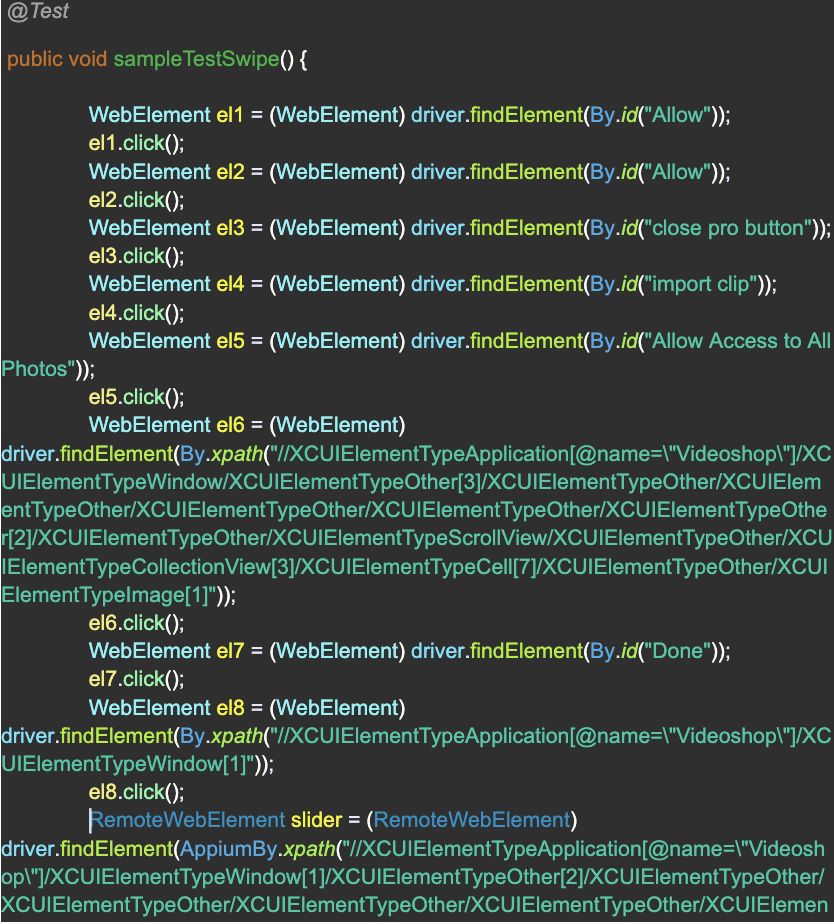 @Test
public void sampleTestSwipe() {
WebElement el1 = (WebElement) driver.findElement(By.id("Allow"));
el1.click();
WebElement el2 = (WebElement) driver.findElement(By.id("Allow"));
el2.click();
WebElement el3 = (WebElement) driver.findElement(By.id("close pro button"));
el3.click();
WebElement el4 = (WebElement) driver.findElement(By.id("import clip"));
el4.click();
WebElement el5 = (WebElement) driver.findElement(By.id("Allow Access to All
Photos"));
el5.click();
WebElement el6 = (WebElement)
driver.findElement(By.xpath("//XCUIElementTypeApplication[@name=\"Videoshop\"]/XC
UIElementTypeWindow/XCUIElementTypeOther[3]/XCUIElementTypeOther/XCUIElem
entTypeOther/XCUIElementTypeOther/XCUIElementTypeOther/XCUIElementTypeOthe
r[2]/XCUIElementTypeOther/XCUIElementTypeScrollView/XCUIElementTypeOther/XCU
IElementTypeCollectionView[3]/XCUIElementTypeCell[7]/XCUIElementTypeOther/XCUI
ElementTypeImage[1]"));
el6.click();
WebElement el7 = (WebElement) driver.findElement(By.id("Done"));
el7.click();
WebElement el8 = (WebElement)
driver.findElement(By.xpath("//XCUIElementTypeApplication[@name=\"Videoshop\"]/XC
UIElementTypeWindow[1]"));
el8.click();
RemoteWebElement slider = (RemoteWebElement)
driver.findElement(AppiumBy.xpath("//XCUIElementTypeApplication[@name=\"Videosh
op\"]/XCUIElementTypeWindow[1]/XCUIElementTypeOther[2]/XCUIElementTypeOther/
XCUIElementTypeOther/XCUIElementTypeOther/XCUIElementTypeOther/XCUIElemen